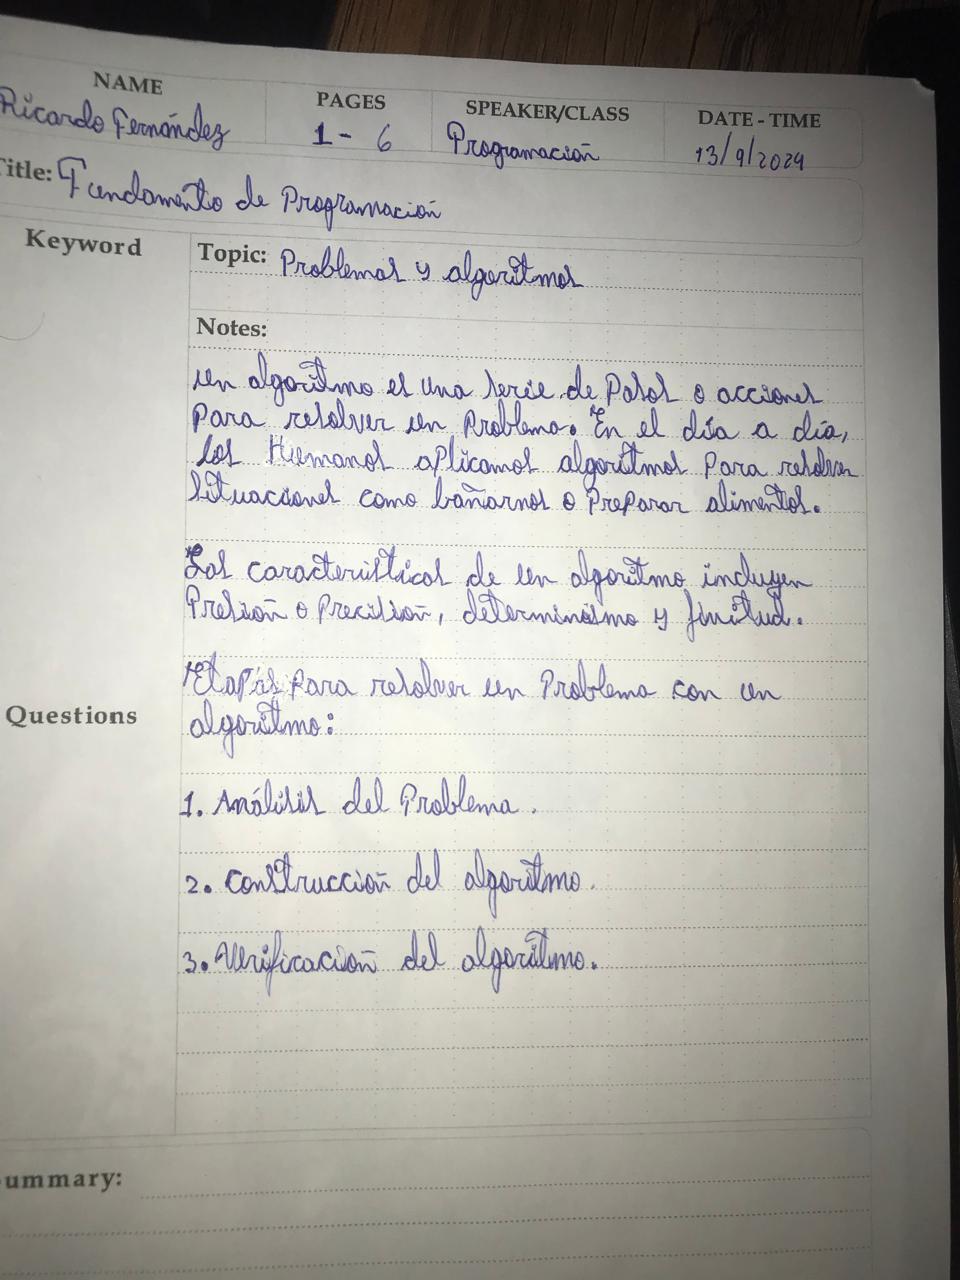 NAME
PAGES
SPEAKER/CLASS
DATE - TIME
Ricardo Fernández
1 - 6
Programación
13/9/2024
Title: Fundamento de Programación
Keyword
Topic: Problemas y algoritmos
Notes:
un algoritmo es una serie de Pasos o acciones
Para resolver un Problema. En el día a día,
los Humanos aplicamos algoritmos Para resolver
situaciones como bañarnos o Preparar alimentos.
Las características de un algoritmo incluyen
Presión o Precisión, determinismo y finitud.
Etapas Para resolver un Problema con un
algoritmo:
Questions
1. Análisis del Problema.
2. Construcción del algoritmo.
3. Verificación del algoritmo.
Summary: